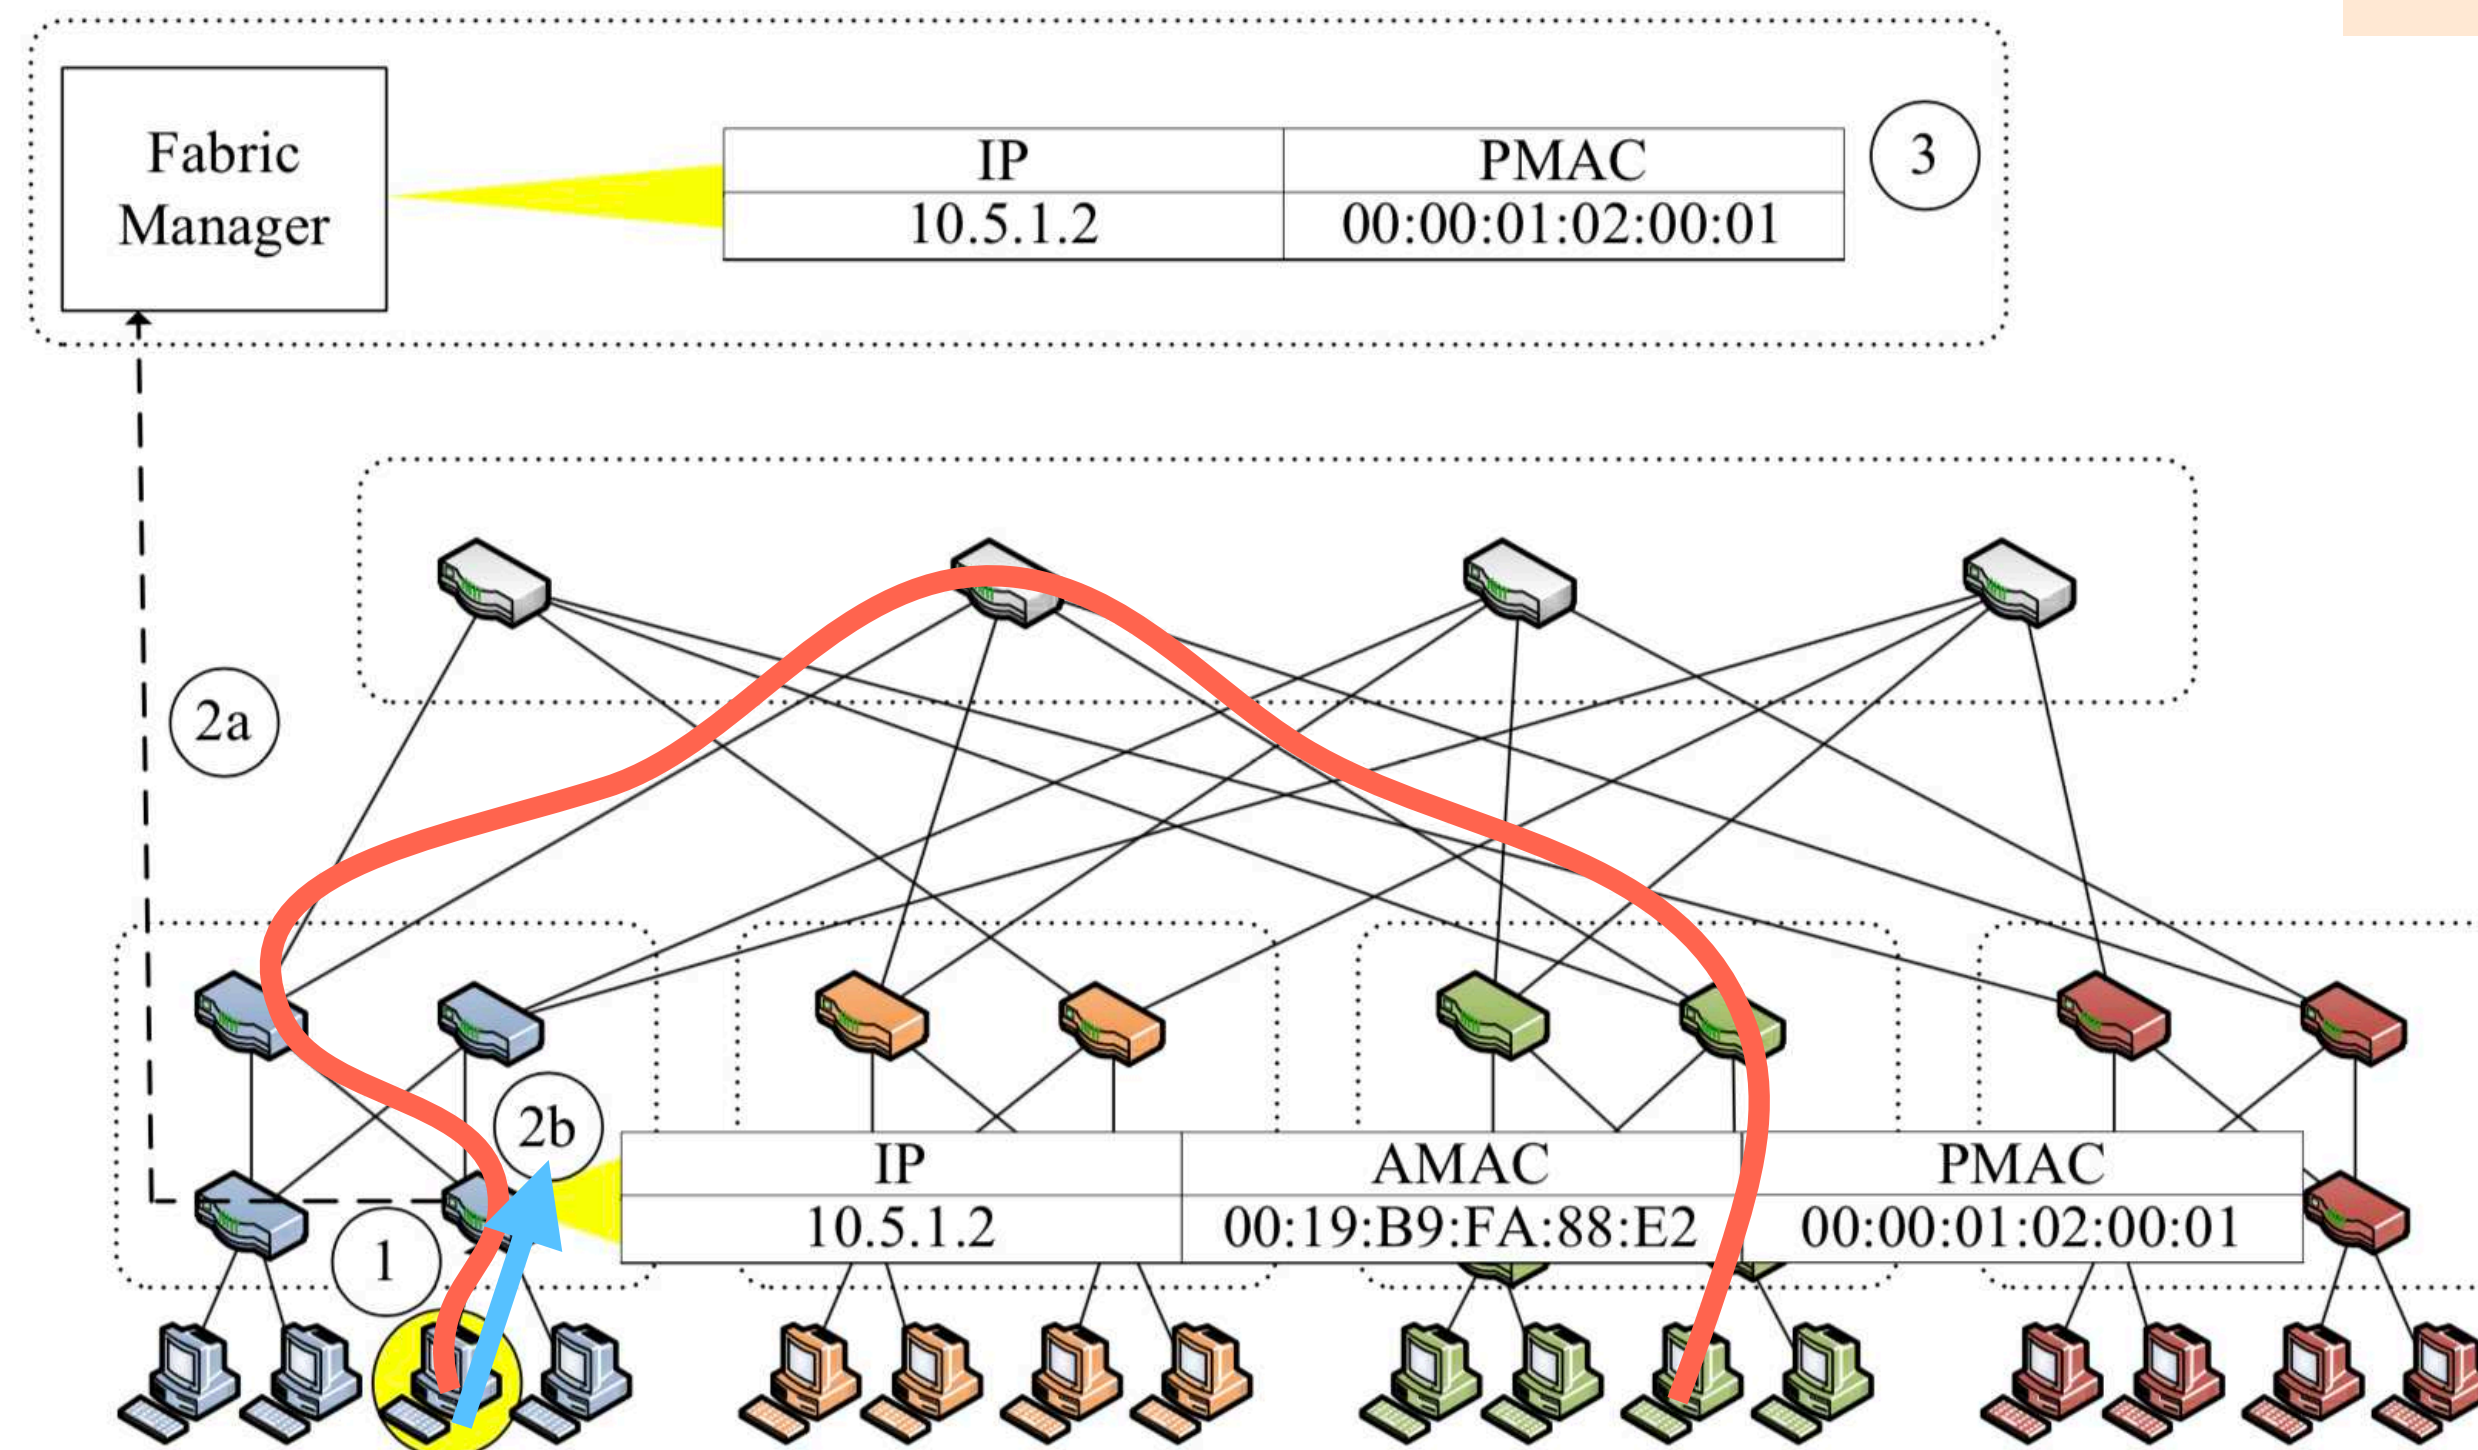 Fabric
Manager
IP PMAC
10.5.1.2 00:00:01:02:00:01
3
2a
2b
IP AMAC PMAC
10.5.1.2 00:19:B9:FA:88:E2 00:00:01:02:00:01
1